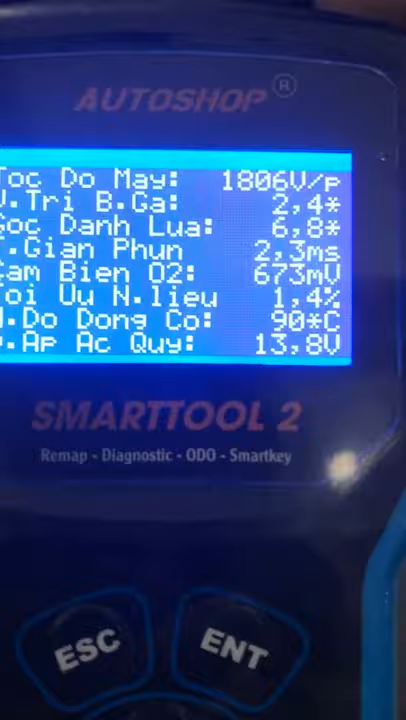 AUTOSHOP ®
Toc Do May: 1806V/p
V.Tri B.Ga: 2,4*
Goc Danh Lua: 6,8*
T.Gian Phun 2,3ms
Cam Bien O2: 673mV
Toi Uu N.lieu 1,4%
N.Do Dong Co: 90*C
D.Ap Ac Quy: 13,8V
SMARTTOOL 2
Remap - Diagnostic - ODO - Smartkey
ESC
ENT